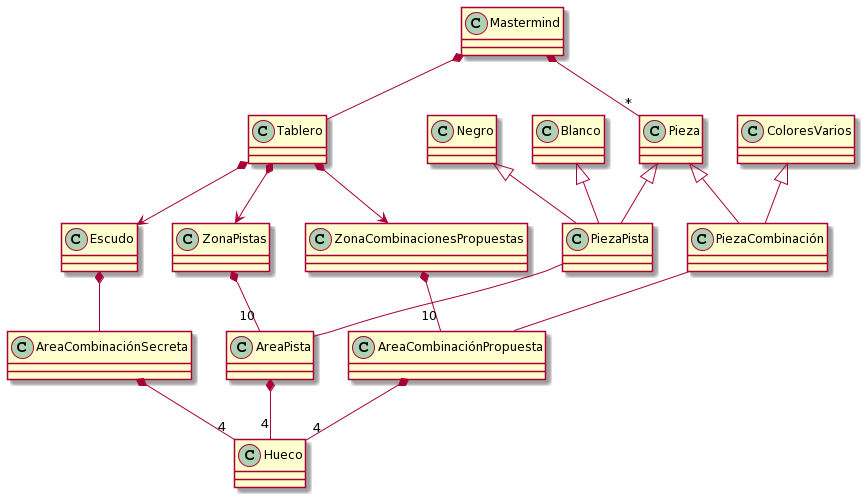 C Mastermind
*
C Tablero
C Negro
C Blanco
C Pieza
C ColoresVarios
C Escudo
C ZonaPistas
C ZonaCombinacionesPropuestas
C PiezaPista
C PiezaCombinación
10
10
C AreaCombinaciónSecreta
C AreaPista
C AreaCombinaciónPropuesta
4
4
4
C Hueco